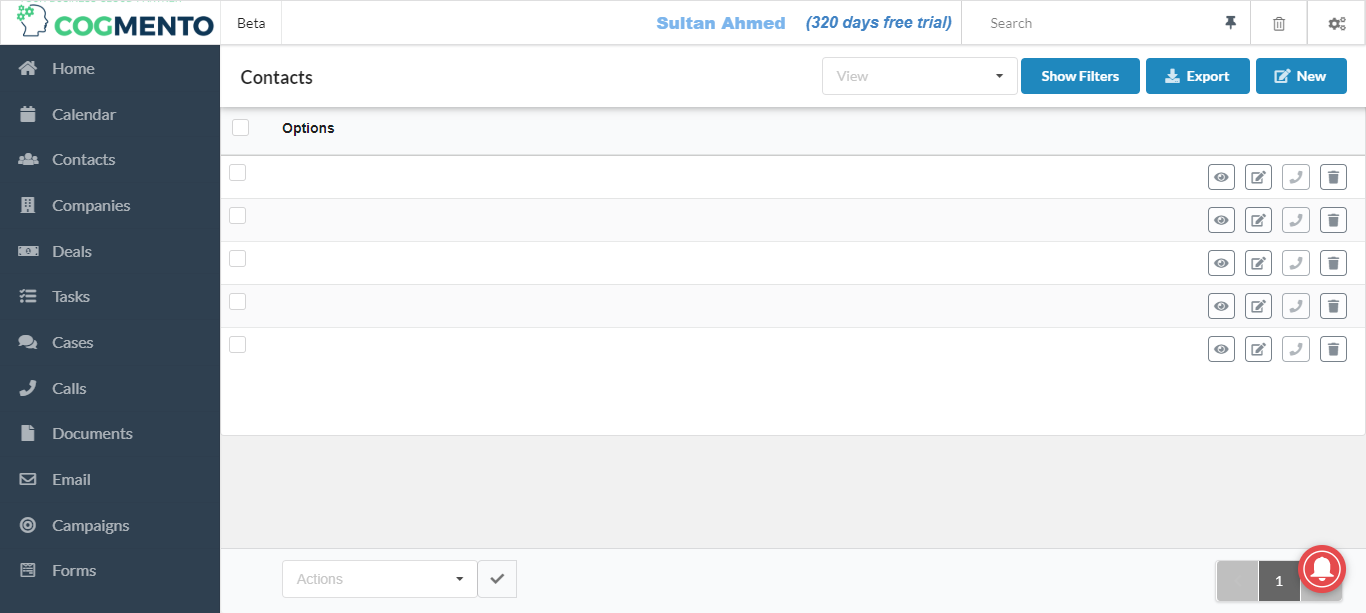 COGMENTO
Beta
Sultan Ahmed
(320 days free trial)
Search
Home
Calendar
Contacts
Companies
Deals
Tasks
Cases
Calls
Documents
Email
Campaigns
Forms
Contacts
View
Show Filters
Export
New
Options
Actions
1